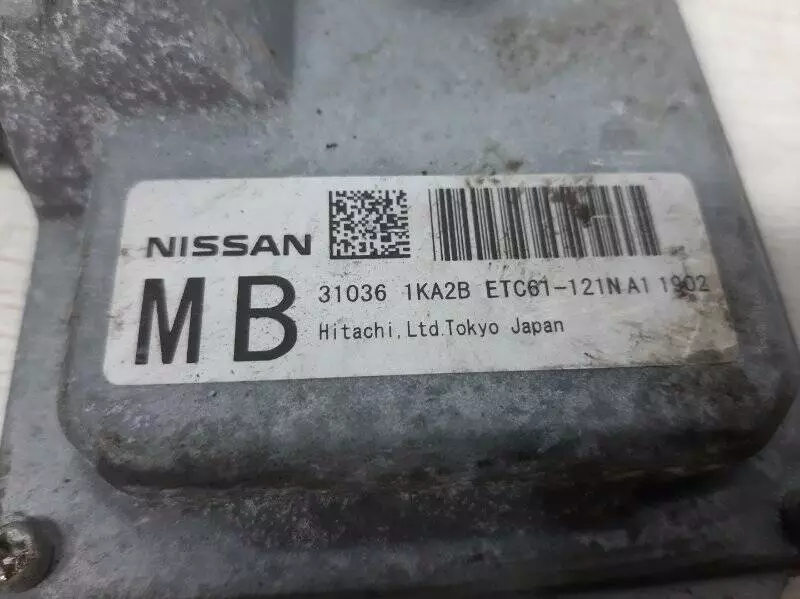 NISSAN
MB
31036 1KA2B ETC61-121N A1 1902
Hitachi, Ltd. Tokyo Japan